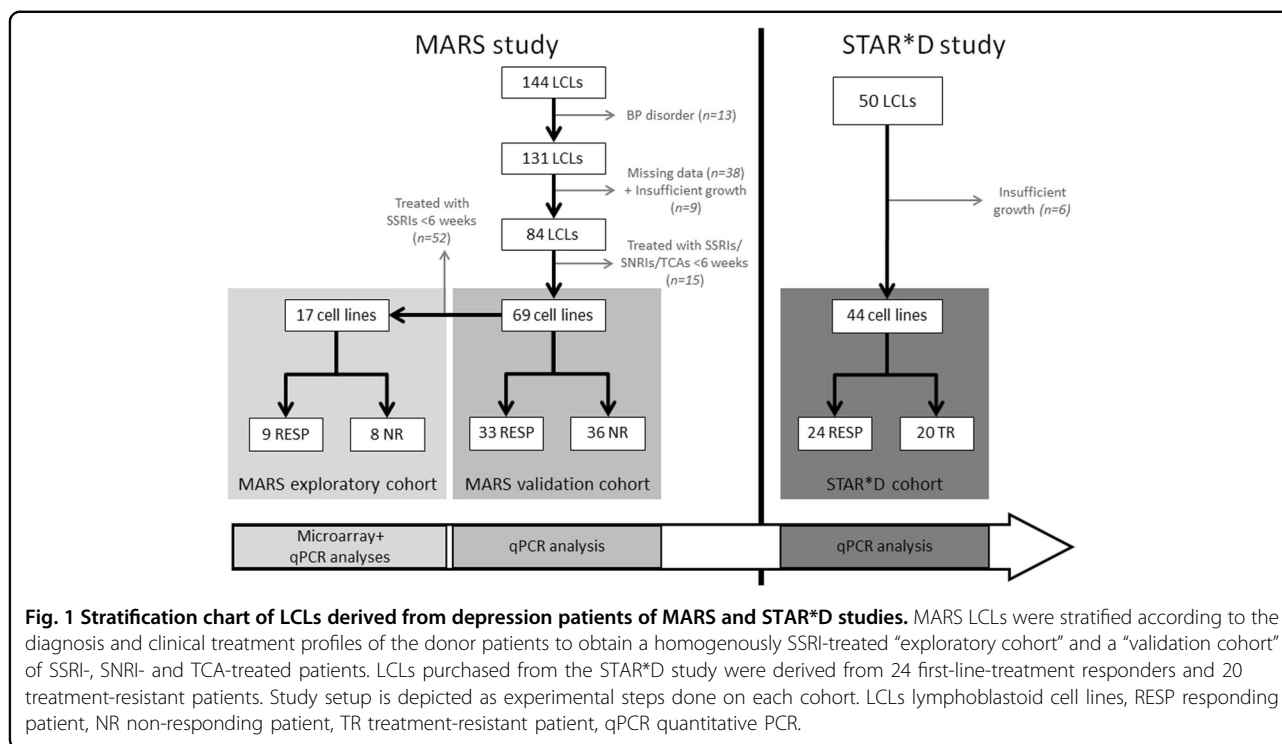 MARS study
STAR*D study
144 LCLs
50 LCLs
BP disorder (n=13)
131 LCLs
Missing data (n=38)
+ Insufficient growth
(n=9)
Treated with
SSRIs <6 weeks
(n=52)
Insufficient
growth (n=6)
84 LCLs
Treated with SSRIs/
SNRIs/TCAs <6 weeks
(n=15)
17 cell lines
69 cell lines
44 cell lines
9 RESP
8 NR
33 RESP
36 NR
24 RESP
20 TR
MARS exploratory cohort
MARS validation cohort
STAR*D cohort
Microarray+
qPCR analyses
qPCR analysis
qPCR analysis
Fig. 1 Stratification chart of LCLs derived from depression patients of MARS and STAR*D studies. MARS LCLs were stratified according to the
diagnosis and clinical treatment profiles of the donor patients to obtain a homogenously SSRI-treated “exploratory cohort” and a “validation cohort”
of SSRI-, SNRI- and TCA-treated patients. LCLs purchased from the STAR*D study were derived from 24 first-line-treatment responders and 20
treatment-resistant patients. Study setup is depicted as experimental steps done on each cohort. LCLs lymphoblastoid cell lines, RESP responding
patient, NR non-responding patient, TR treatment-resistant patient, qPCR quantitative PCR.